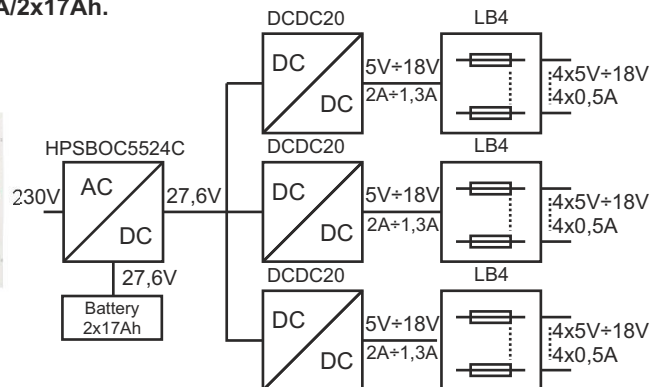 A/2x17Ah.
DCDC20
LB4
DC
DC
5V÷18V
2A÷1,3A
4x5V÷18V
4x0,5A
HPSBOC5524C
230V
AC
DC
27,6V
27,6V
Battery
2x17Ah
DCDC20
LB4
DC
DC
5V÷18V
2A÷1,3A
4x5V÷18V
4x0,5A
DCDC20
LB4
DC
DC
5V÷18V
2A÷1,3A
4x5V÷18V
4x0,5A